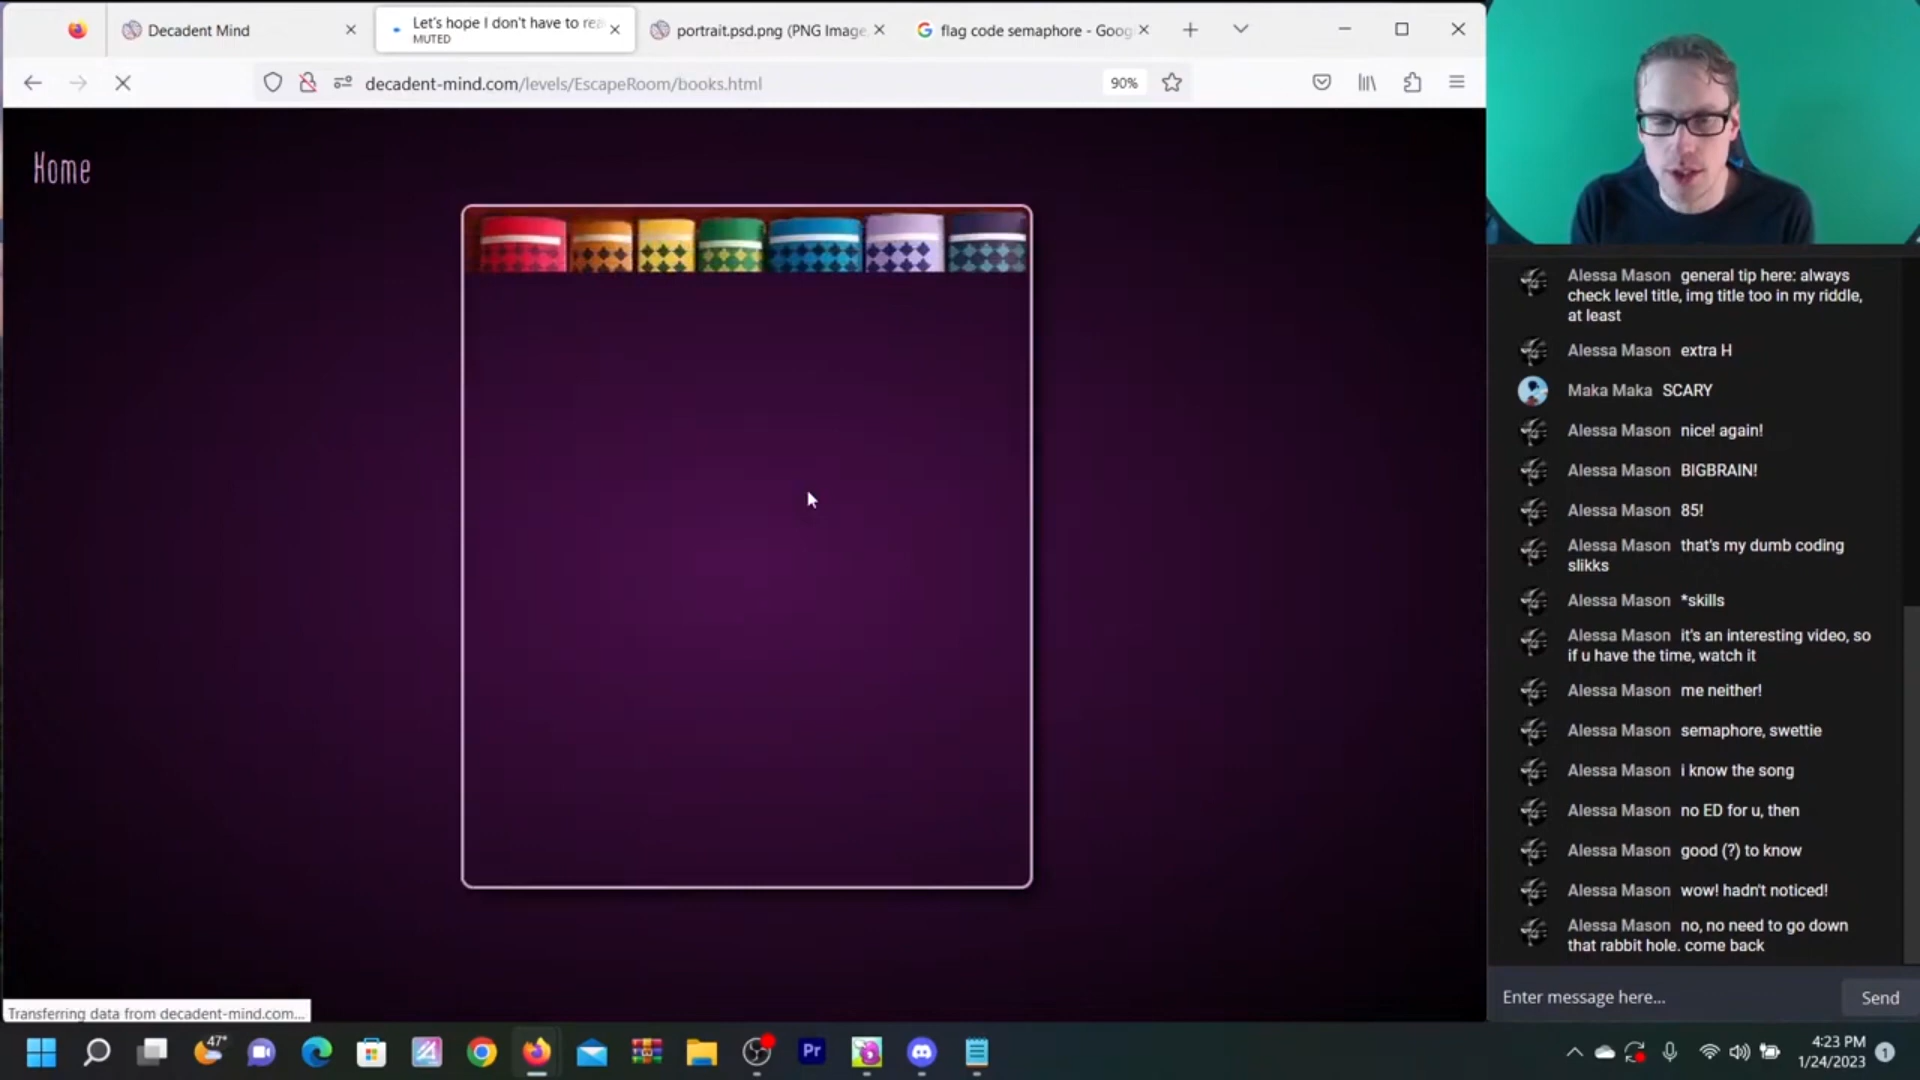 Decadent Mind
Let's hope I don't have to rea
MUTED
portrait.psd.png (PNG Image
flag code semaphore - Goog
decadent-mind.com/levels/EscapeRoom/books.html
90%
Home
Alessa Mason general tip here: always
check level title, img title too in my riddle,
at least
Alessa Mason extra H
Maka Maka SCARY
Alessa Mason nice! again!
Alessa Mason BIGBRAIN!
Alessa Mason 85!
Alessa Mason that's my dumb coding
slikks
Alessa Mason *skills
Alessa Mason it's an interesting video, so
if u have the time, watch it
Alessa Mason me neither!
Alessa Mason semaphore, swettie
Alessa Mason i know the song
Alessa Mason no ED for u, then
Alessa Mason good (?) to know
Alessa Mason wow! hadn't noticed!
Alessa Mason no, no need to go down
that rabbit hole. come back
Enter message here...
Send
Transferring data from decadent-mind.com...
47°
Pr
4:23 PM
1/24/2023
1